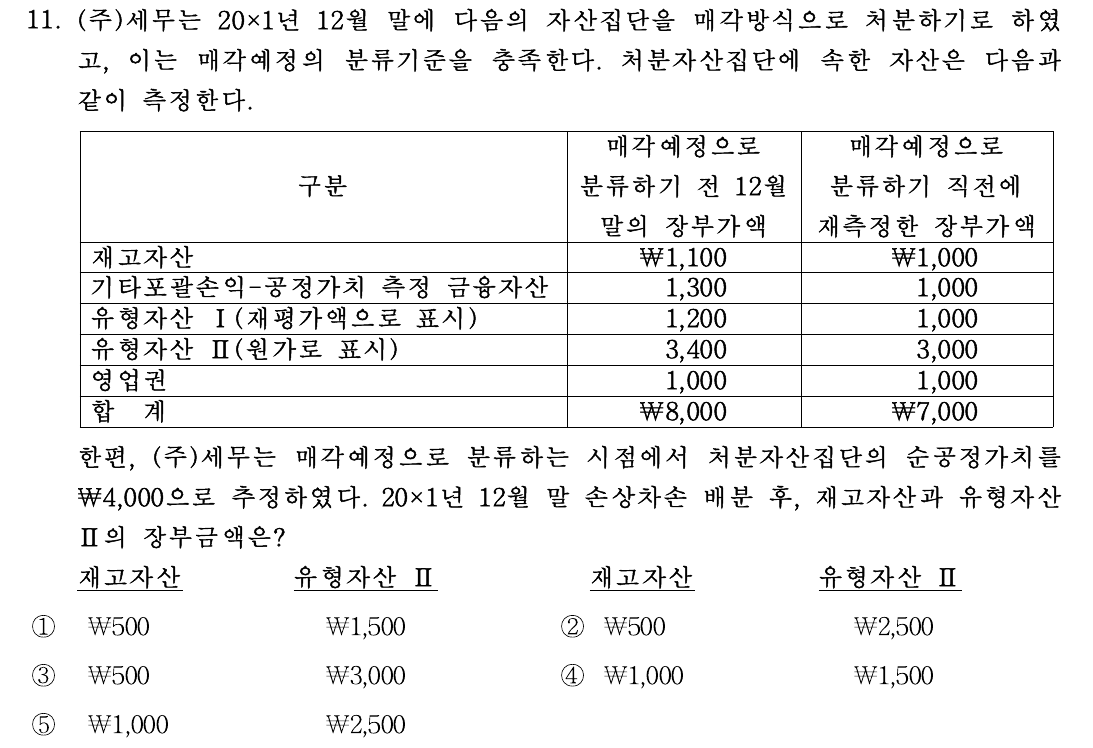 11. (주)세무는 20×1년 12월 말에 다음의 자산집단을 매각방식으로 처분하기로 하였
고, 이는 매각예정의 분류기준을 충족한다. 처분자산집단에 속한 자산은 다음과
같이 측정한다.
구분 매각예정으로 분류하기 전 12월 말의 장부가액 매각예정으로 분류하기 직전에 재측정한 장부가액
재고자산 ₩1,100 ₩1,000
기타포괄손익-공정가치 측정 금융자산 1,300 1,000
유형자산 Ⅰ(재평가액으로 표시) 1,200 1,000
유형자산 Ⅱ(원가로 표시) 3,400 3,000
영업권 1,000 1,000
합 계 ₩8,000 ₩7,000
한편, (주)세무는 매각예정으로 분류하는 시점에서 처분자산집단의 순공정가치를
₩4,000으로 추정하였다. 20×1년 12월 말 손상차손 배분 후, 재고자산과 유형자산
Ⅱ의 장부금액은?
재고자산 유형자산 Ⅱ 재고자산 유형자산 Ⅱ
① ₩500 ₩1,500 ② ₩500 ₩2,500
③ ₩500 ₩3,000 ④ ₩1,000 ₩1,500
⑤ ₩1,000 ₩2,500